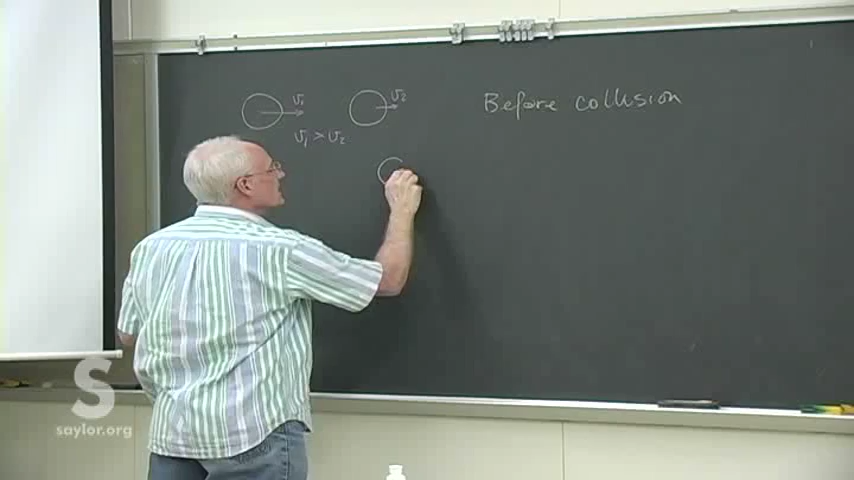 v₁ v₂ Before collision
v₁ > v₂
S
saylor.org